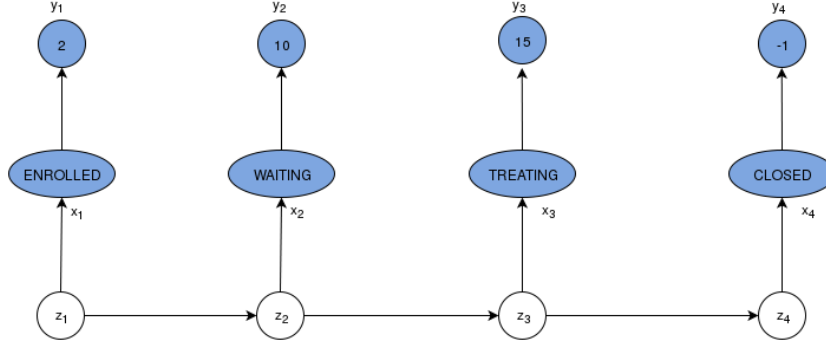 y1 y2 y3 y4
2 10 15 -1
ENROLLED WAITING TREATING CLOSED
x1 x2 x3 x4
z1 z2 z3 z4